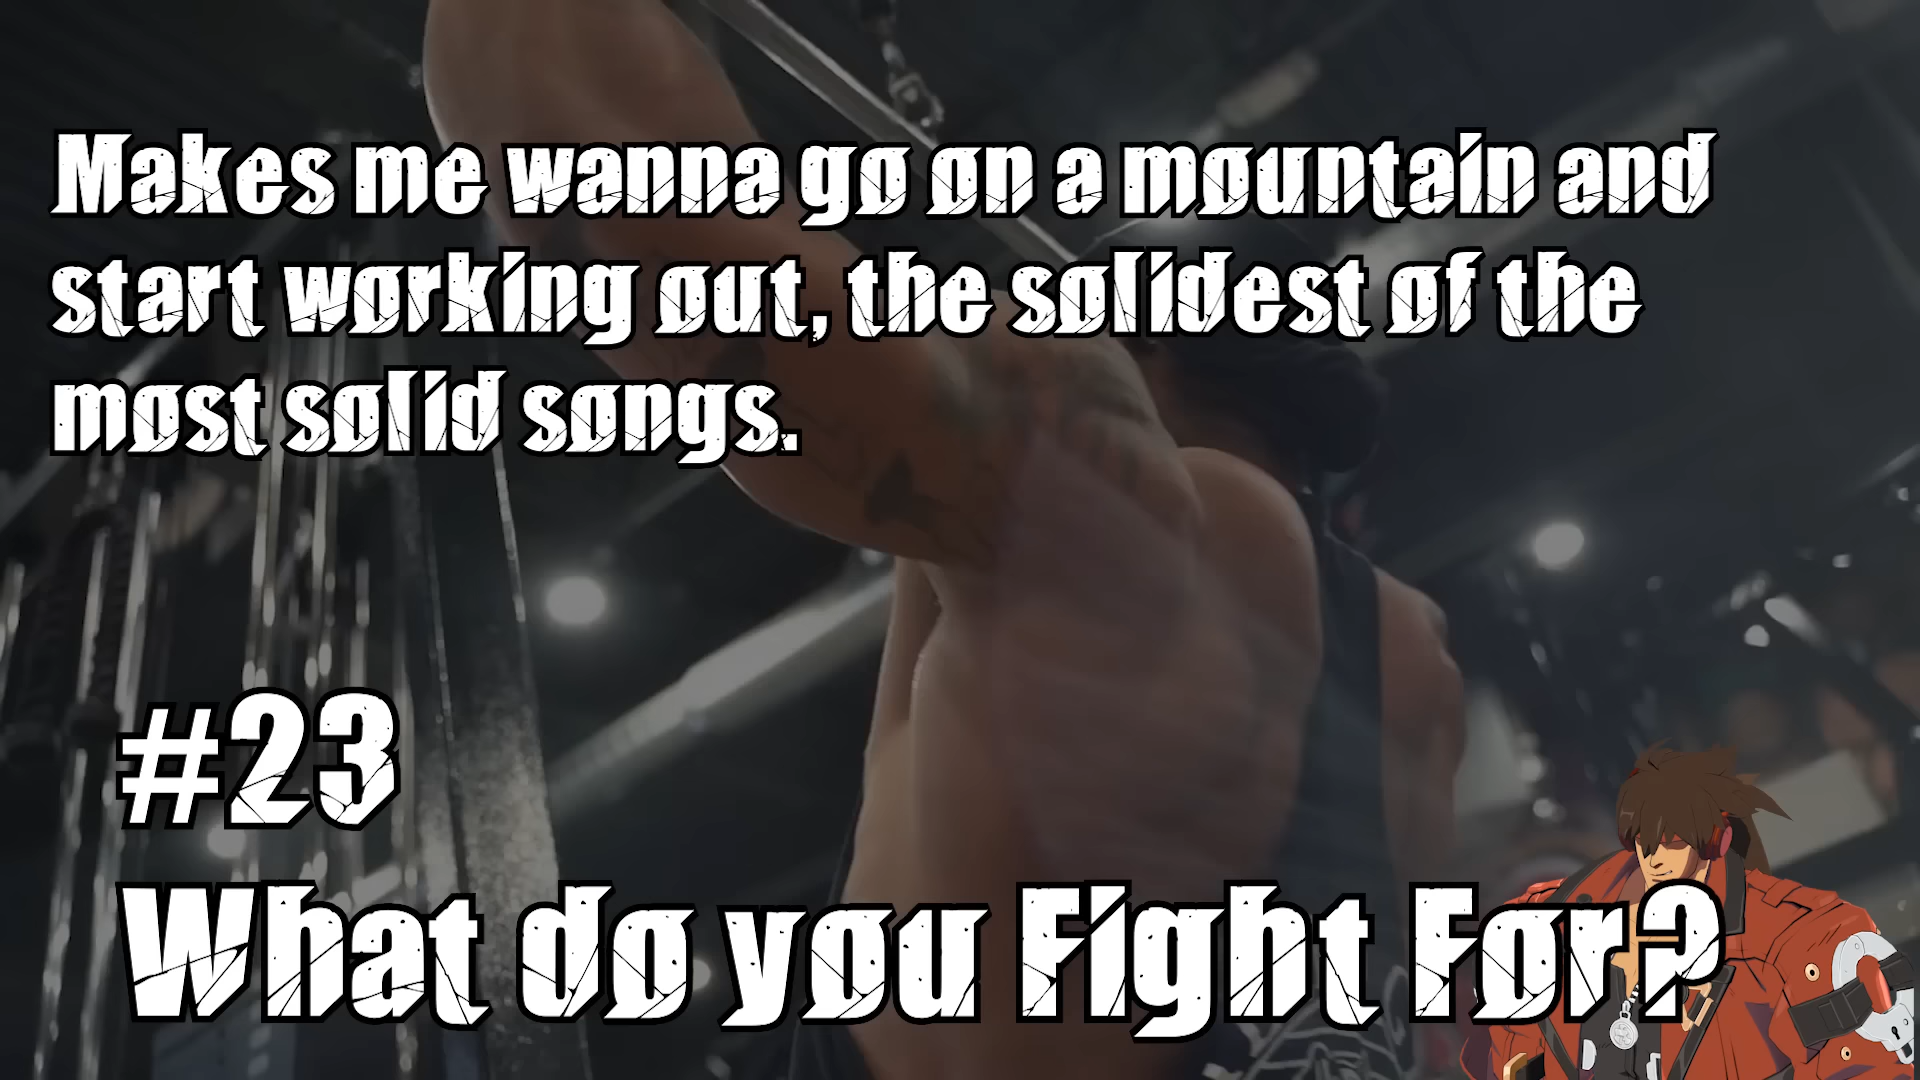 Makes me wanna go on a mountain and
start working out, the solidest of the
most solid songs.
#23
What do you Fight For?